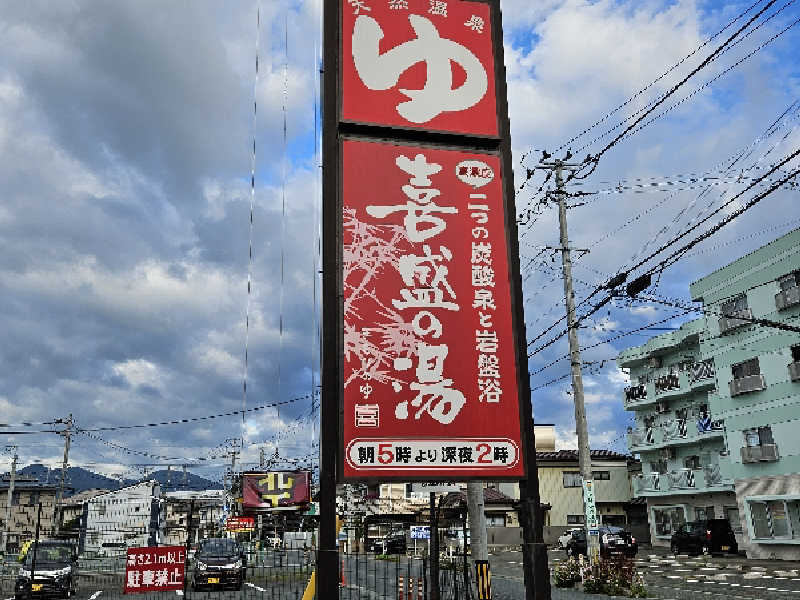 天然温泉
ゆ
喜盛の湯
二つの炭酸泉と岩盤浴
朝5時より深夜2時
高さ2.1m以上
駐車禁止